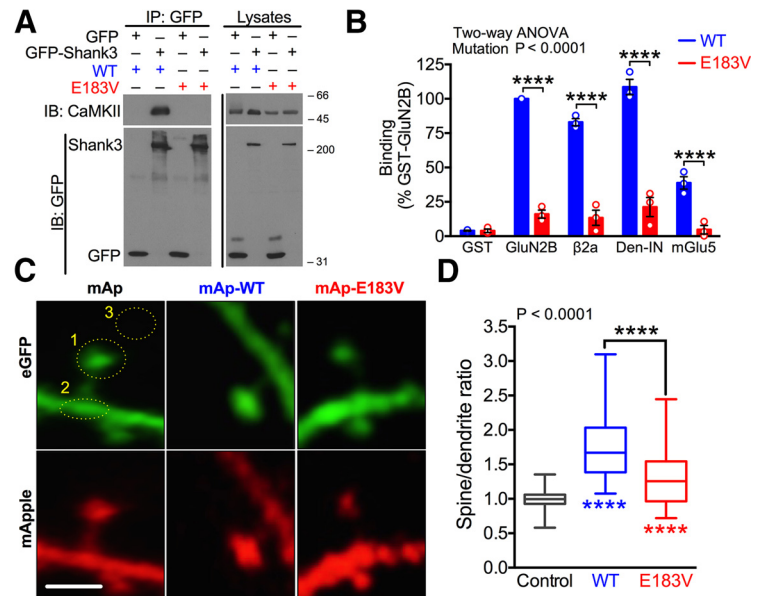 A
IP: GFP
Lysates
GFP + − + − + − + −
GFP-Shank3 − + − + − + − +
WT + + − − + + − −
E183V − − + + − − + +
IB: CaMKII
– 66
– 45
Shank3
– 200
IB: GFP
GFP
– 31
B
Two-way ANOVA
Mutation P < 0.0001
WT
E183V
Binding
(% GST-GluN2B)
125
100
75
50
25
0
**** **** **** ****
GST GluN2B β2a Den-IN mGlu5
C
mAp mAp-WT mAp-E183V
eGFP
1
2
3
mApple
D
P < 0.0001
****
Spine/dendrite ratio
3.5
3.0
2.5
2.0
1.5
1.0
0.5
0.0
**** ****
Control WT E183V